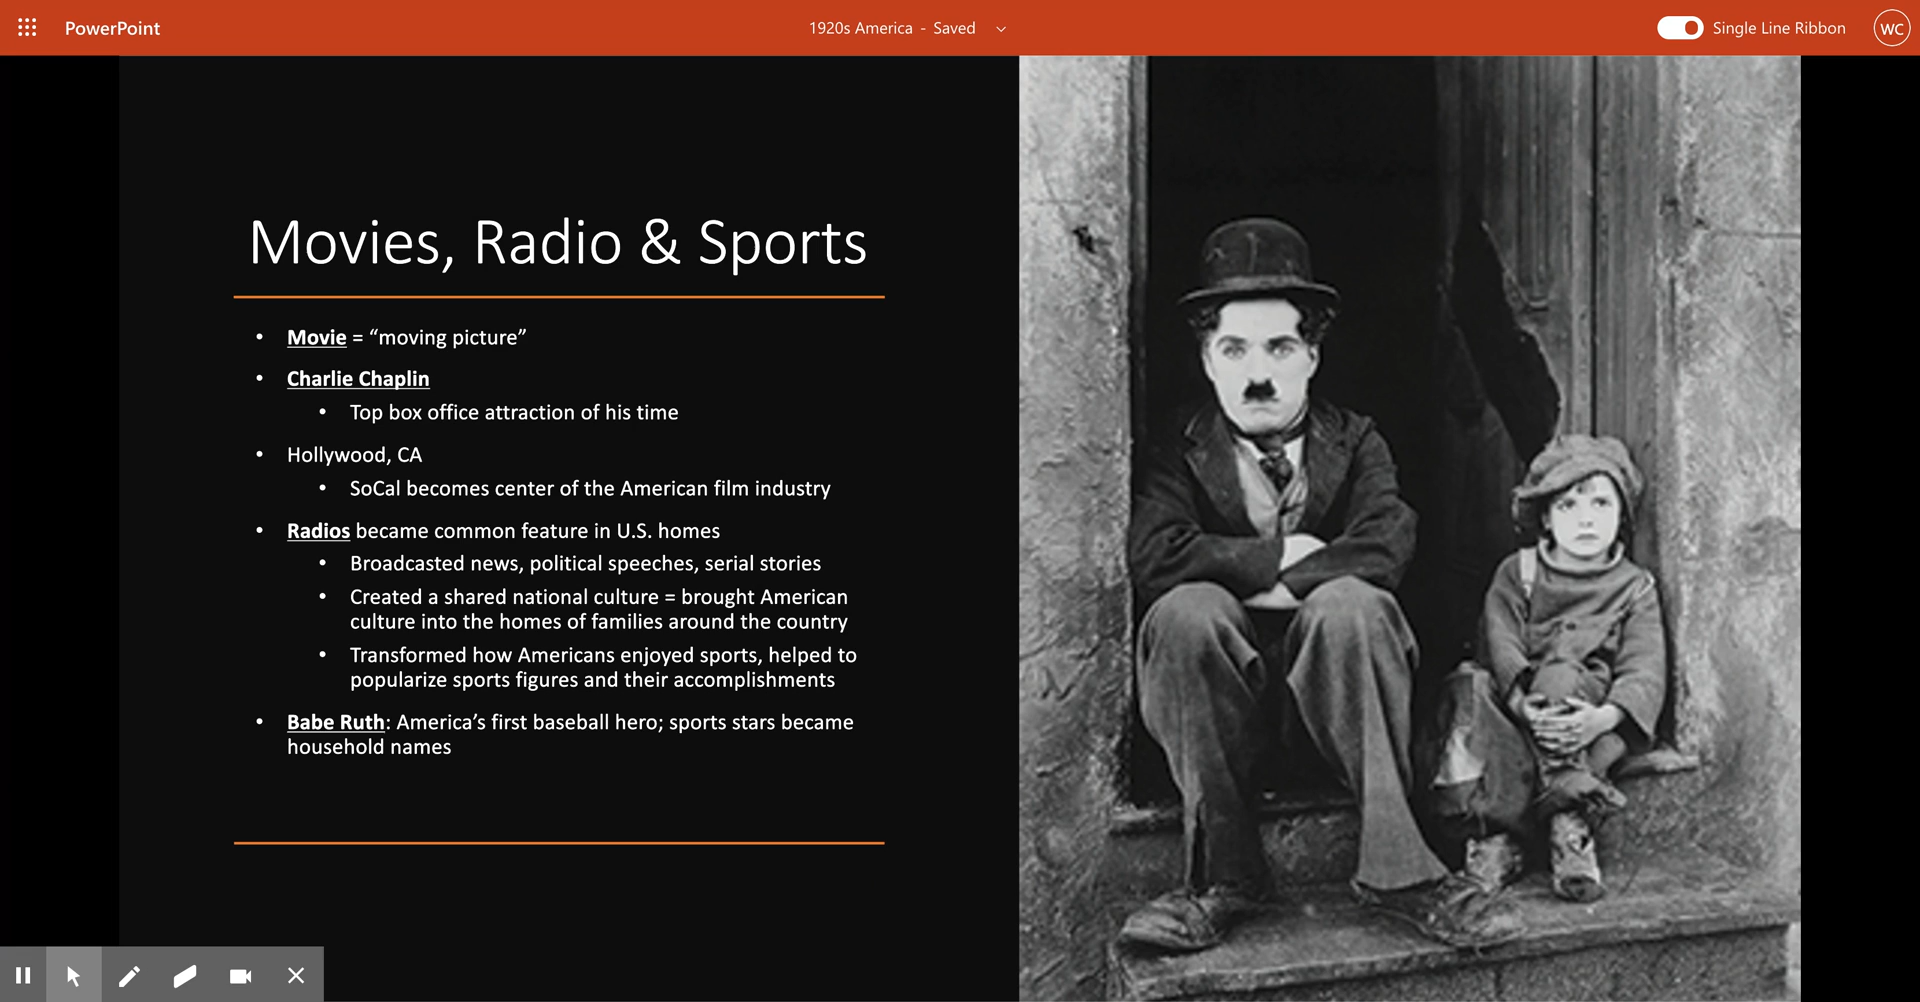 PowerPoint
1920s America - Saved
Single Line Ribbon
WC
Movies, Radio & Sports
• Movie = “moving picture”
• Charlie Chaplin
• Top box office attraction of his time
• Hollywood, CA
• SoCal becomes center of the American film industry
• Radios became common feature in U.S. homes
• Broadcasted news, political speeches, serial stories
• Created a shared national culture = brought American
culture into the homes of families around the country
• Transformed how Americans enjoyed sports, helped to
popularize sports figures and their accomplishments
• Babe Ruth: America’s first baseball hero; sports stars became
household names